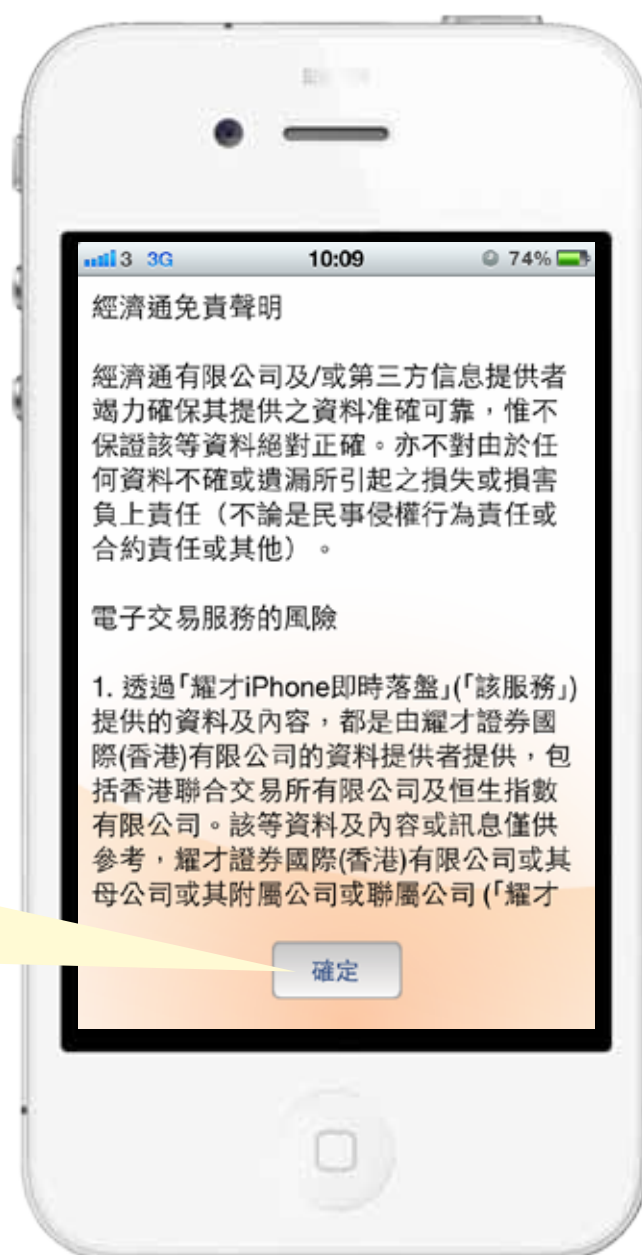 3 3G 10:09 74%
經濟通免責聲明
經濟通有限公司及/或第三方信息提供者
竭力確保其提供之資料准確可靠，惟不
保證該等資料絕對正確。亦不對由於任
何資料不確或遺漏所引起之損失或損害
負上責任（不論是民事侵權行為責任或
合約責任或其他）。
電子交易服務的風險
1. 透過「耀才iPhone即時落盤」(「該服務」)
提供的資料及內容，都是由耀才證券國
際(香港)有限公司的資料提供者提供，包
括香港聯合交易所有限公司及恒生指數
有限公司。該等資料及內容或訊息僅供
參考，耀才證券國際(香港)有限公司或其
母公司或其附屬公司或聯屬公司 (「耀才
確定